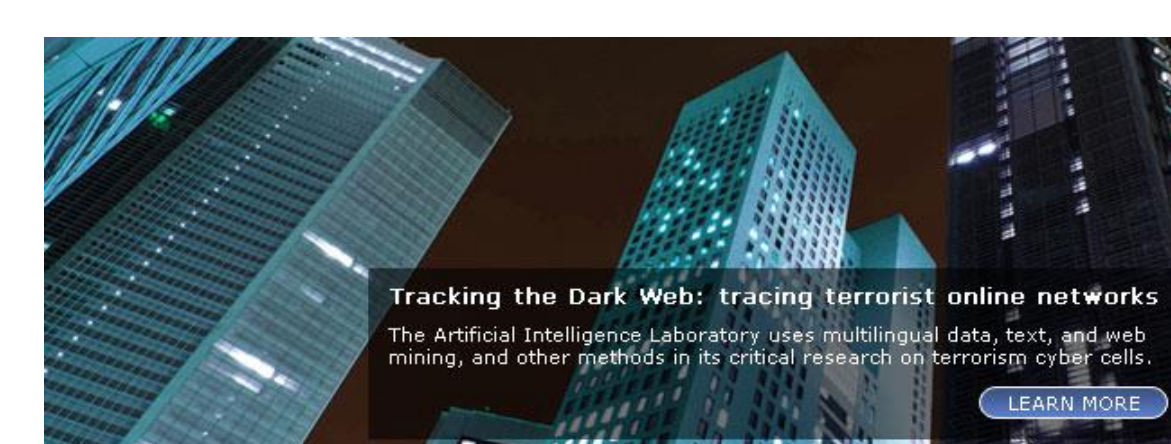 Tracking the Dark Web: tracing terrorist online networks
The Artificial Intelligence Laboratory uses multilingual data, text, and web
mining, and other methods in its critical research on terrorism cyber cells.
LEARN MORE